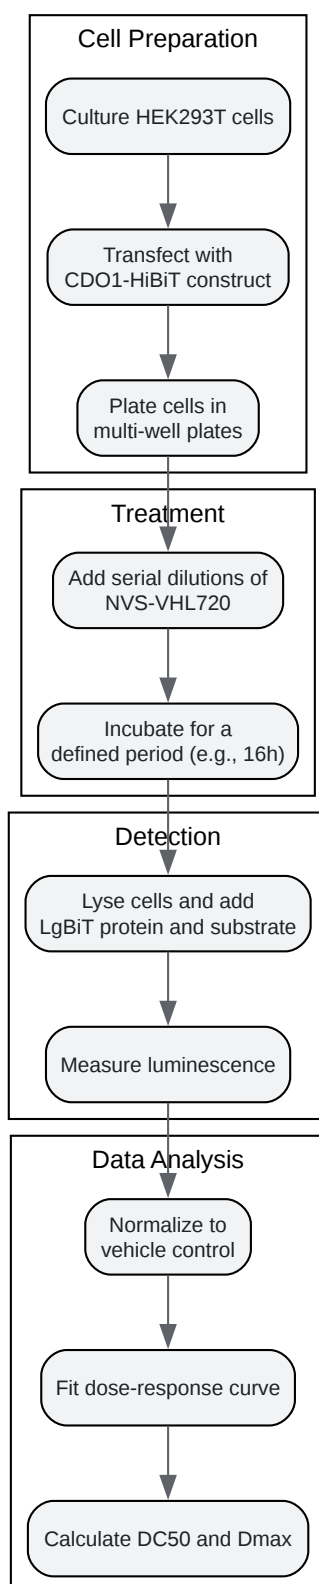 Cell Preparation
Culture HEK293T cells
Transfect with
CDO1-HiBiT construct
Plate cells in
multi-well plates
Treatment
Add serial dilutions of
NVS-VHL720
Incubate for a
defined period (e.g., 16h)
Detection
Lyse cells and add
LgBiT protein and substrate
Measure luminescence
Data Analysis
Normalize to
vehicle control
Fit dose-response curve
Calculate DC50 and Dmax